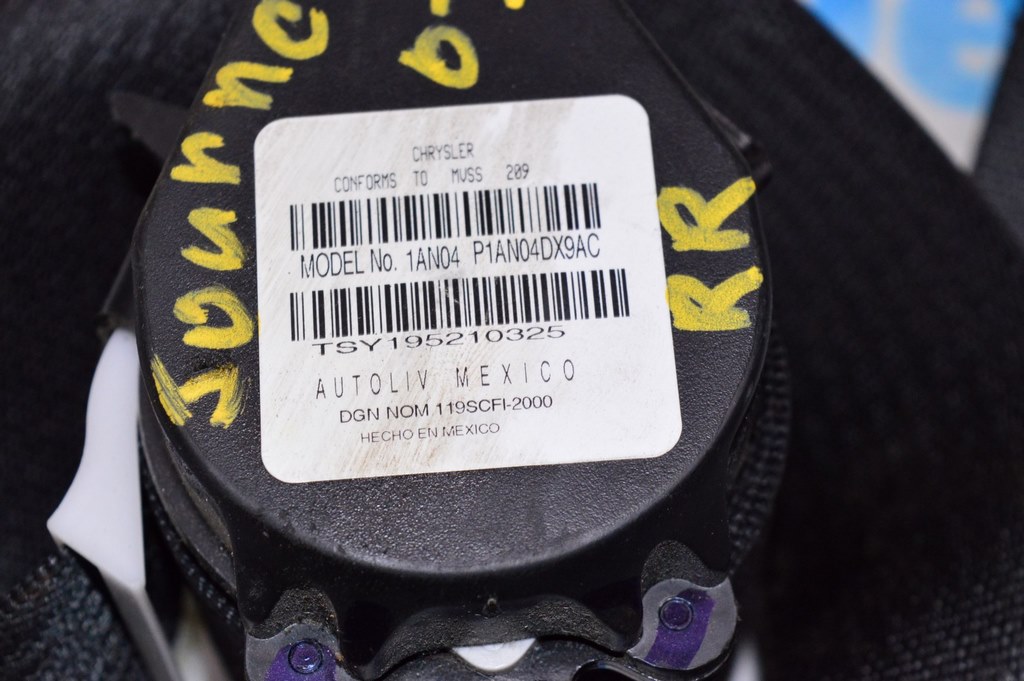 CHRYSLER
CONFORMS TO MVSS 209
MODEL No. 1AN04 P1AN04DX9AC
TSY195210325
AUTOLIV MEXICO
DGN NOM 119SCFI-2000
HECHO EN MEXICO
RR